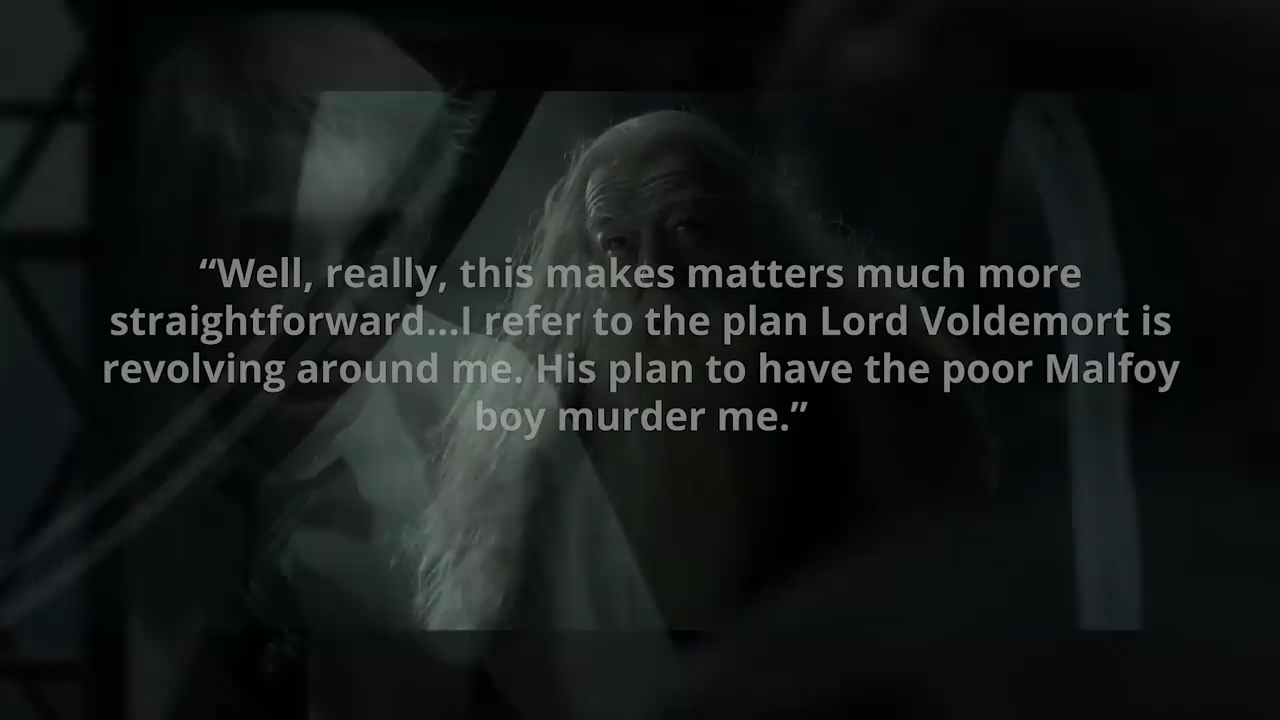 “Well, really, this makes matters much more
straightforward...I refer to the plan Lord Voldemort is
revolving around me. His plan to have the poor Malfoy
boy murder me.”